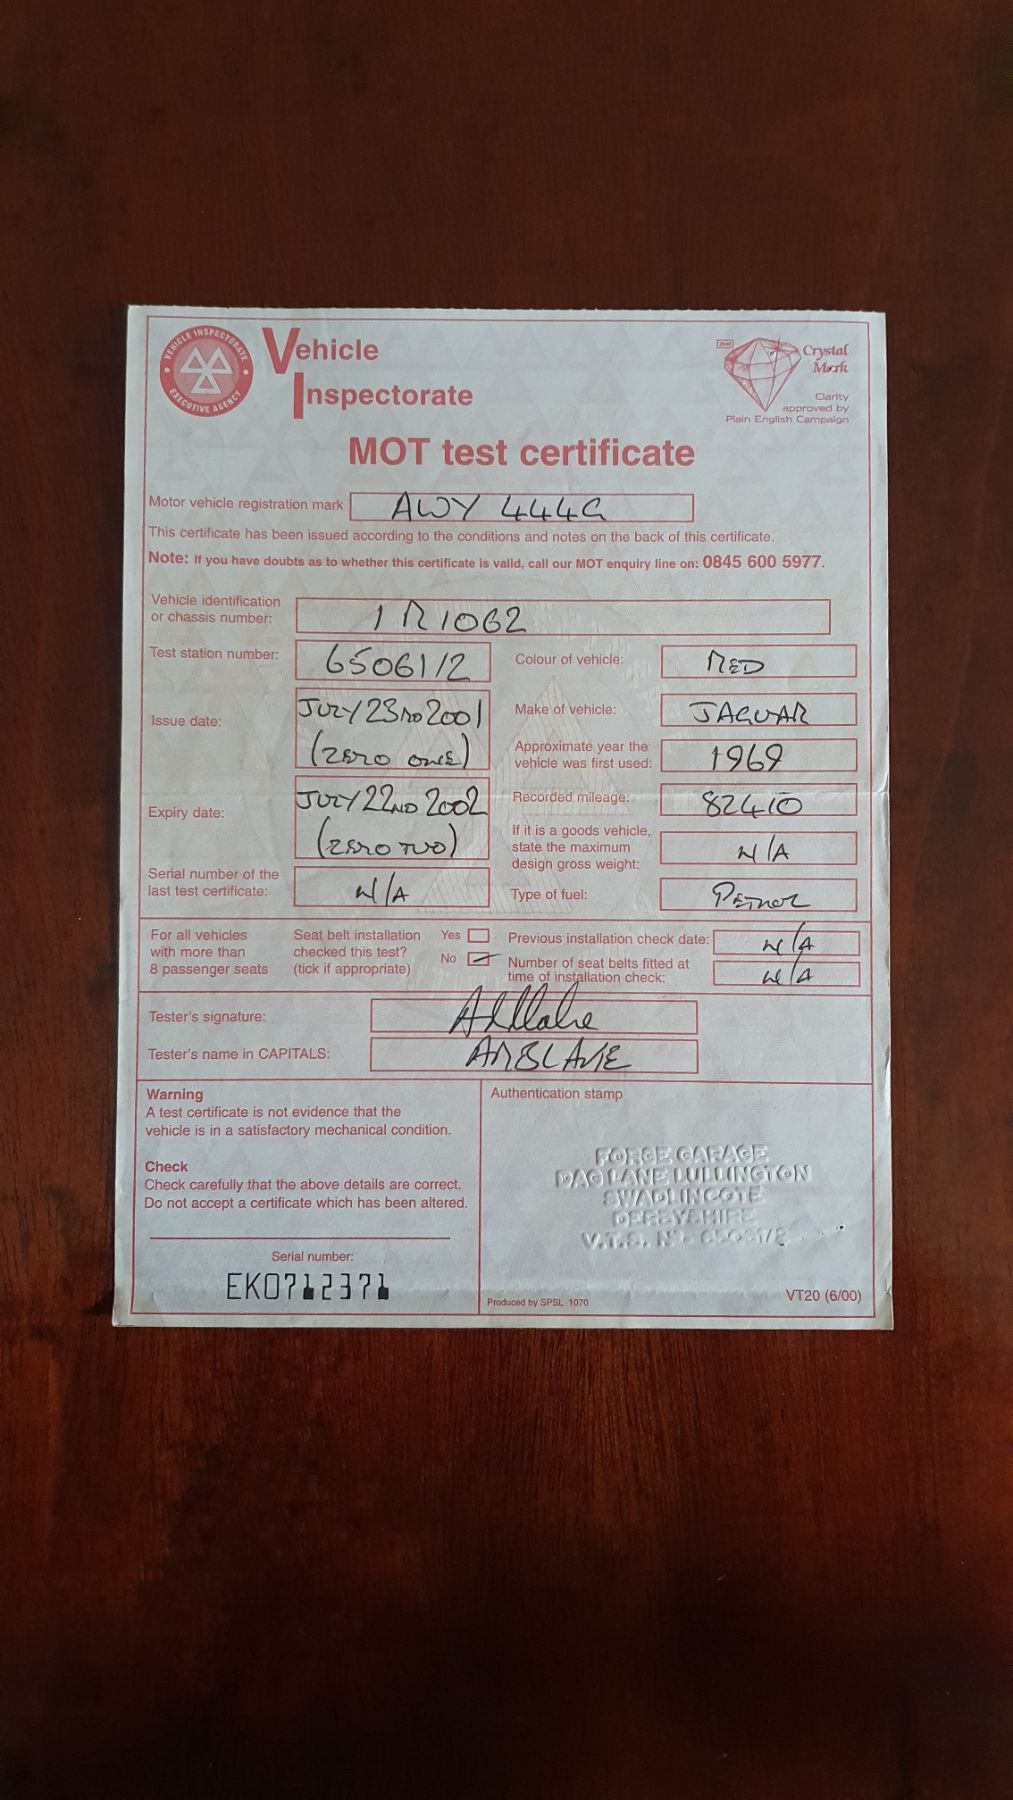 VEHICLE INSPECTORATE
EXECUTIVE AGENCY
Vehicle
Inspectorate
Crystal
Mark
Clarity
approved by
Plain English Campaign
MOT test certificate
Motor vehicle registration mark AWY 444G
This certificate has been issued according to the conditions and notes on the back of this certificate.
Note: If you have doubts as to whether this certificate is valid, call our MOT enquiry line on: 0845 600 5977.
Vehicle identification
or chassis number: 1R1062
Test station number: 65061/2
Colour of vehicle: RED
Issue date: JULY 23RD 2001
(ZERO ONE)
Make of vehicle: JAGUAR
Approximate year the
vehicle was first used: 1969
Expiry date: JULY 22ND 2002
(ZERO TWO)
Recorded mileage: 82410
If it is a goods vehicle,
state the maximum
design gross weight: N/A
Serial number of the
last test certificate: N/A
Type of fuel: PETROL
For all vehicles
with more than
8 passenger seats
Seat belt installation
checked this test?
(tick if appropriate)
Yes
No
Previous installation check date: N/A
Number of seat belts fitted at
time of installation check: N/A
Tester's signature:
Tester's name in CAPITALS:
Warning
A test certificate is not evidence that the
vehicle is in a satisfactory mechanical condition.
Check
Check carefully that the above details are correct.
Do not accept a certificate which has been altered.
Serial number:
EK0712371
Authentication stamp
FORGE GARAGE
DAG LANE LULLINGTON
SWADLINCOTE
DERBYSHIRE
V.T.S. No. 65061/2
Produced by SPSL 1070
VT20 (6/00)